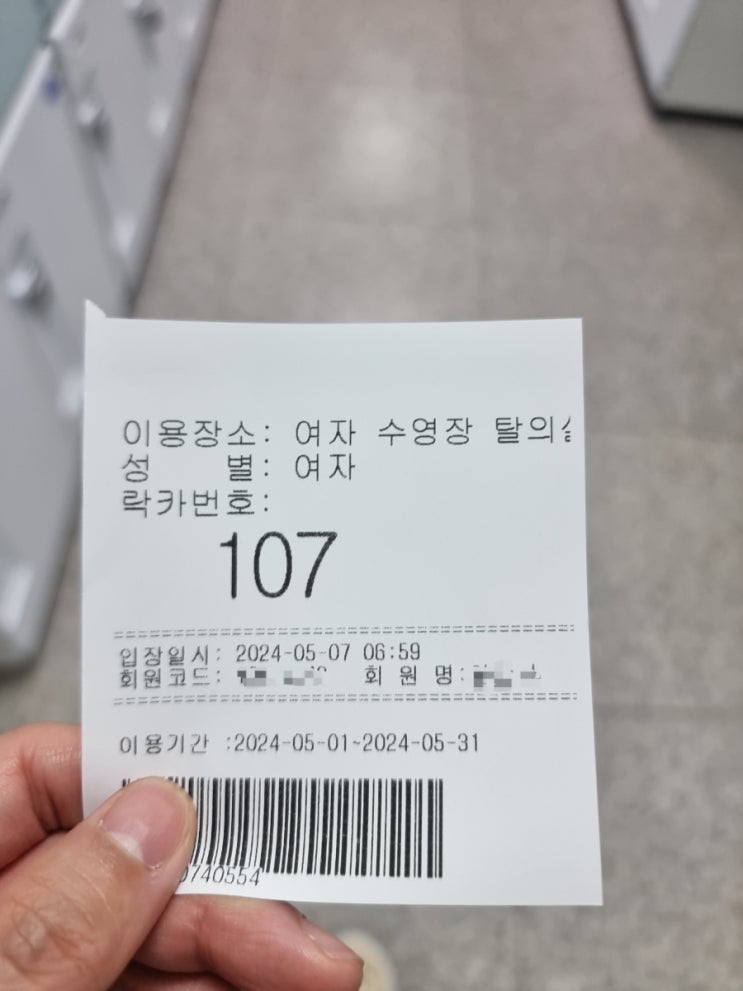 이용장소: 여자 수영장 탈의
성 별: 여자
락카번호:
107
입장일시: 2024-05-07 06:59
회원코드: 회 원 명:
이용기간 :2024-05-01~2024-05-31
740554